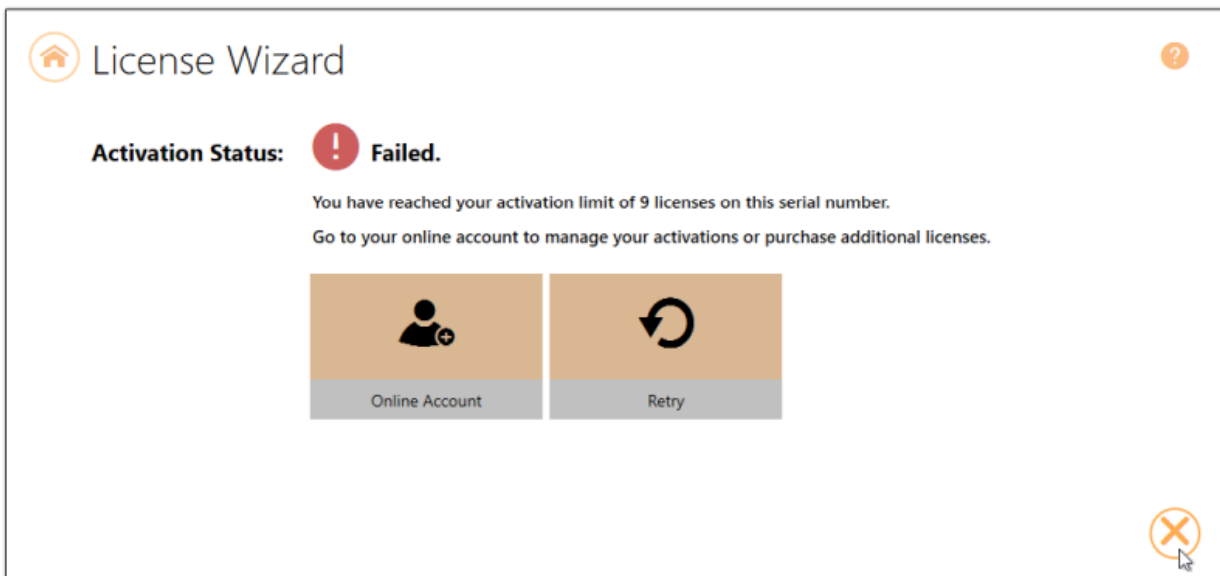 License Wizard
?
Activation Status:
! Failed.
You have reached your activation limit of 9 licenses on this serial number.
Go to your online account to manage your activations or purchase additional licenses.
Online Account
Retry